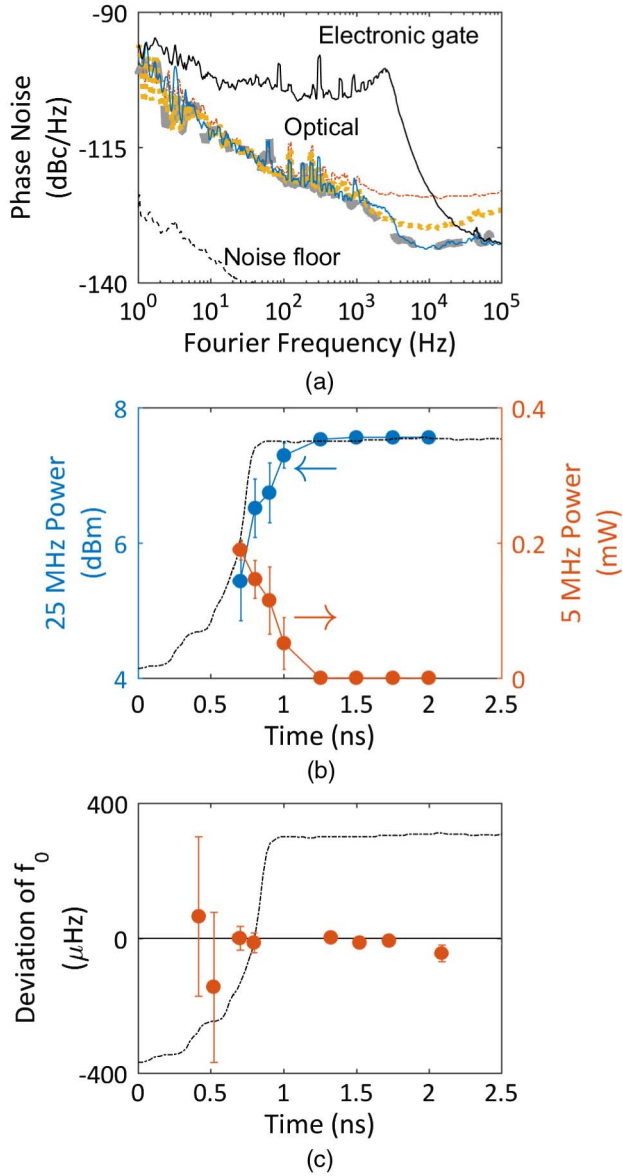 -90
Electronic gate
Phase Noise
(dBc/Hz)
-115
Optical
Noise floor
-140
10^0 10^1 10^2 10^3 10^4 10^5
Fourier Frequency (Hz)
(a)
8 0.4
25 MHz Power
(dBm)
6 0.2
5 MHz Power
(mW)
4 0
0 0.5 1 1.5 2 2.5
Time (ns)
(b)
400
Deviation of f_0
(μHz)
0
-400
0 0.5 1 1.5 2 2.5
Time (ns)
(c)